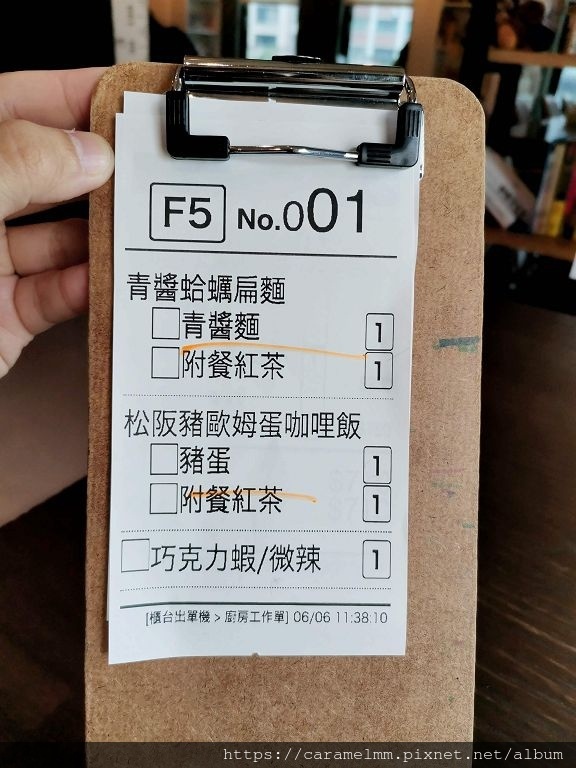 F5 No.001
青醬蛤蠣扁麵
青醬麵 1
附餐紅茶 1
松阪豬歐姆蛋咖哩飯
豬蛋 1
附餐紅茶 1
巧克力蝦/微辣 1
[櫃台出單機 > 廚房工作單] 06/06 11:38:10
https://caramelmm.pixnet.net/album